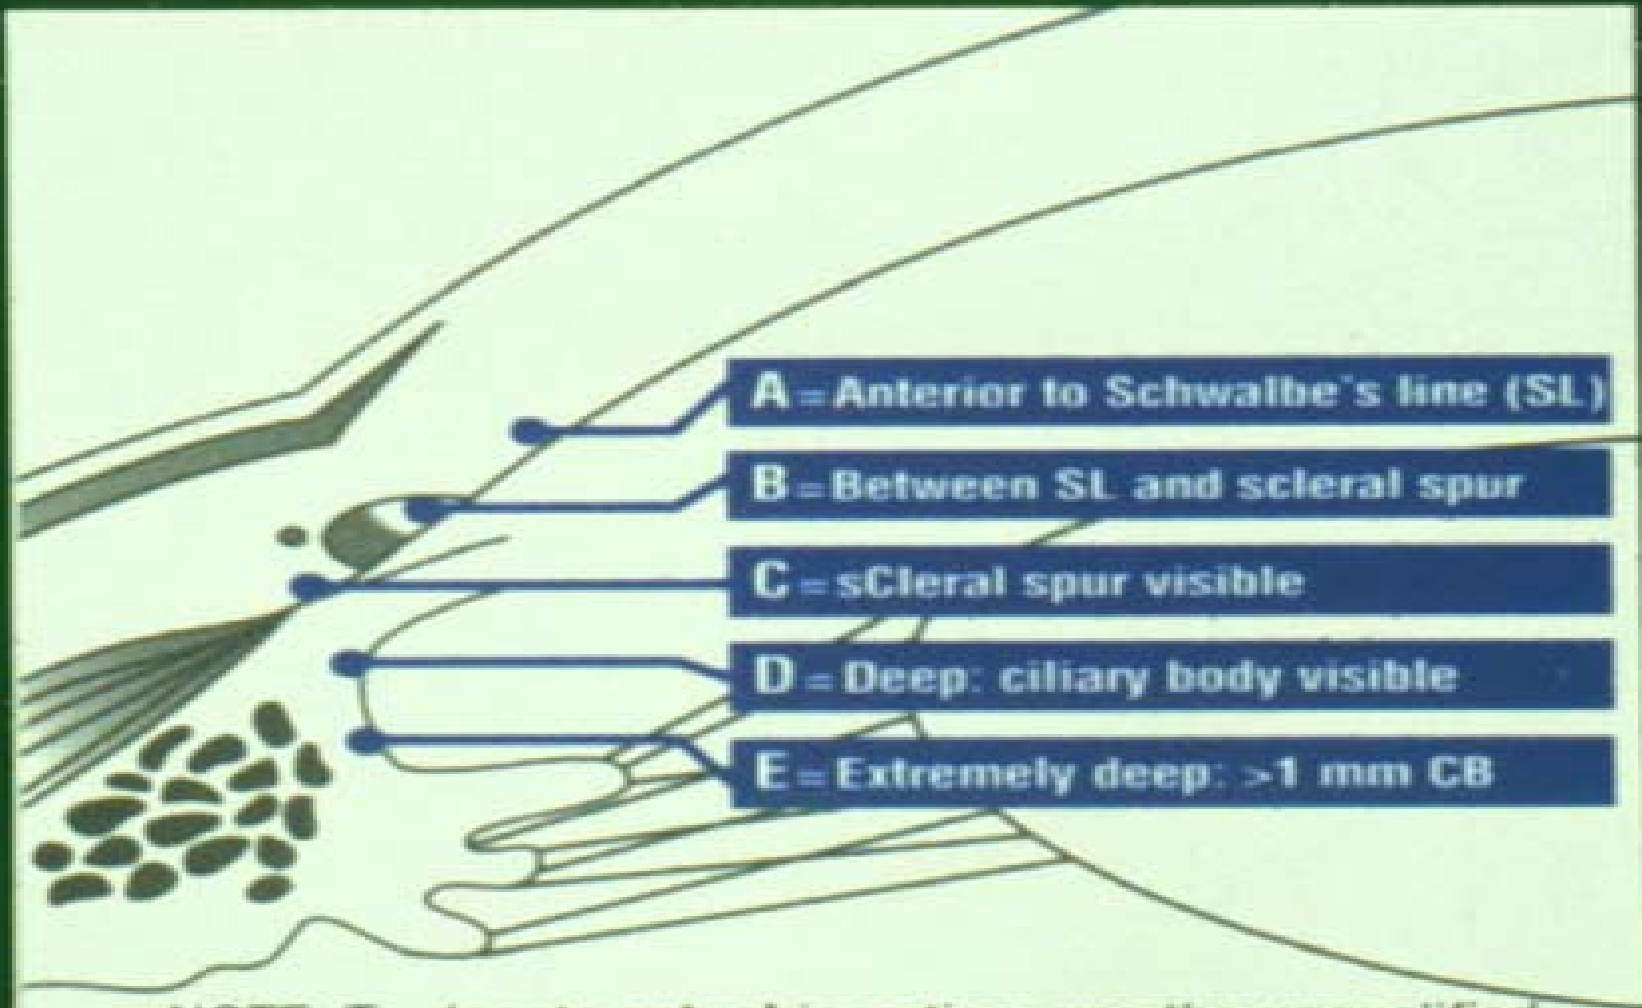 A=Anterior to Schwalbe's line (SL)
B=Between SL and scleral spur
C=sCleral spur visible
D=Deep: ciliary body visible
E=Extremely deep: >1 mm CB